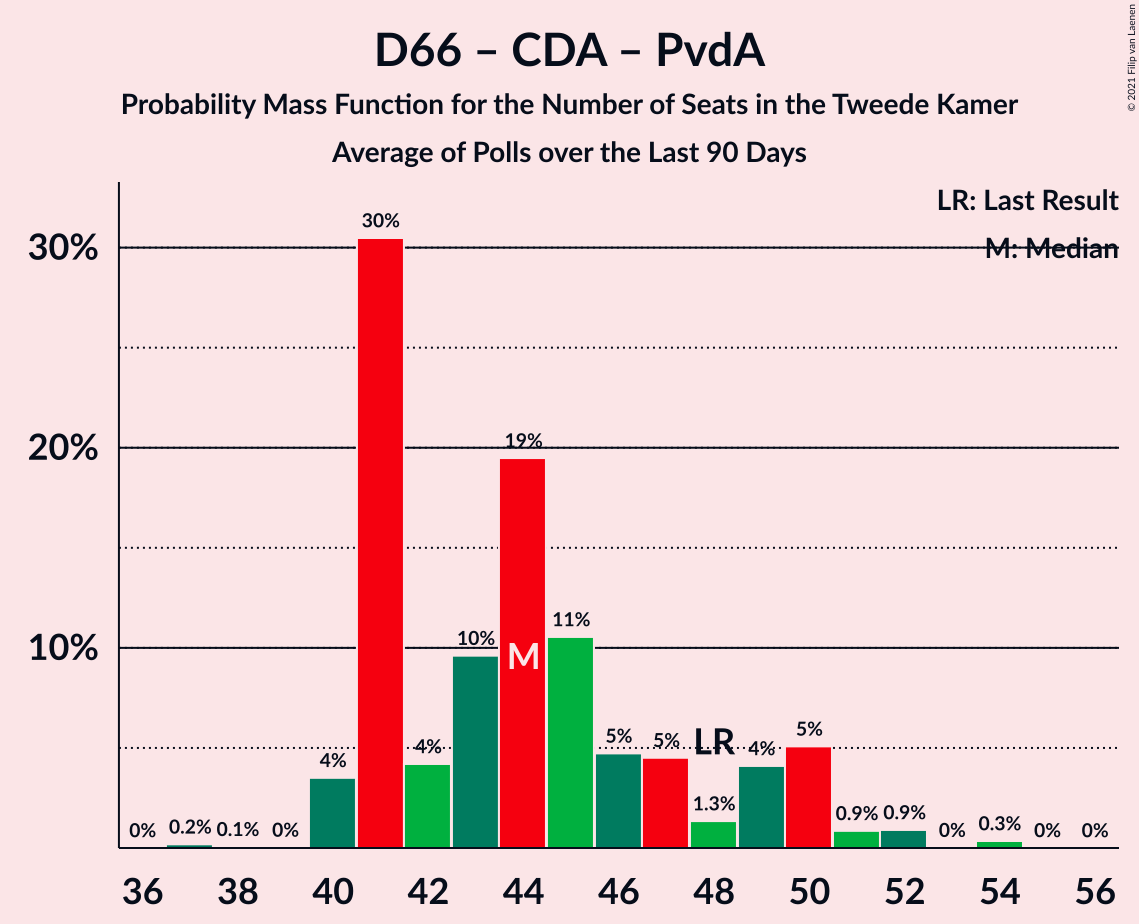 D66 – CDA – PvdA
Probability Mass Function for the Number of Seats in the Tweede Kamer
Average of Polls over the Last 90 Days
© 2021 Filip van Laenen
LR: Last Result
M: Median
30%
20%
10%
0%
0.2%
0.1%
0%
4%
30%
4%
10%
19%
M
11%
5%
5%
LR
1.3%
4%
5%
0.9%
0.9%
0%
0.3%
0%
0%
36 38 40 42 44 46 48 50 52 54 56